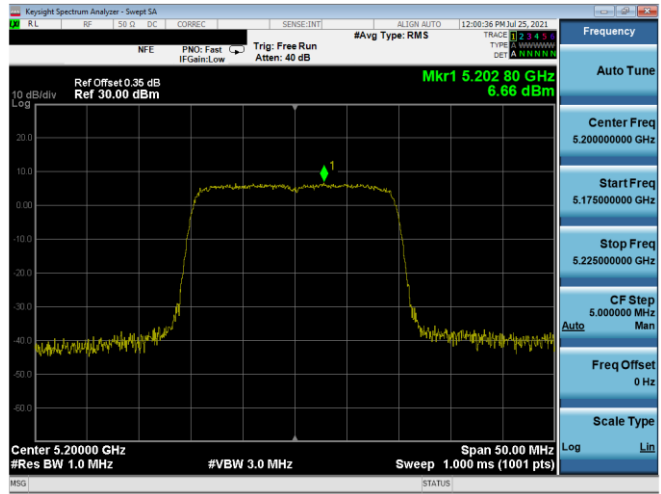 Keysight Spectrum Analyzer - Swept SA
RL RF 50 Ω DC CORREC SENSE:INT ALIGN AUTO 12:00:36 PM Jul 25, 2021
NFE PNO: Fast IFGain:Low Trig: Free Run Atten: 40 dB #Avg Type: RMS
TRACE 1 2 3 4 5 6
TYPE A WWWWW
DET A N N N N N
Ref Offset 0.35 dB
Ref 30.00 dBm
10 dB/div
Log
Mkr1 5.202 80 GHz
6.66 dBm
20.0
10.0
0.00
-10.0
-20.0
-30.0
-40.0
-50.0
-60.0
1
Center 5.20000 GHz
#Res BW 1.0 MHz
#VBW 3.0 MHz
Span 50.00 MHz
Sweep 1.000 ms (1001 pts)
MSG
STATUS
Frequency
Auto Tune
Center Freq
5.200000000 GHz
Start Freq
5.175000000 GHz
Stop Freq
5.225000000 GHz
CF Step
5.000000 MHz
Auto Man
Freq Offset
0 Hz
Scale Type
Log Lin